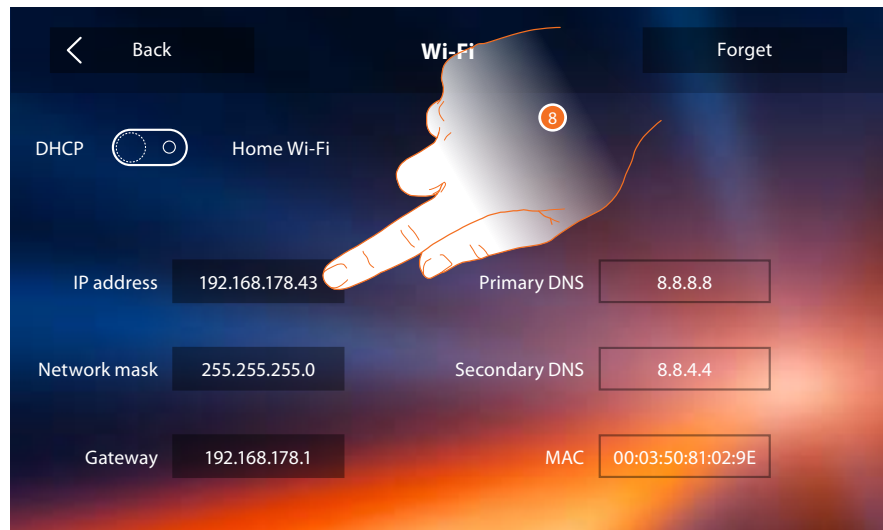 Back
Wi-Fi
Forget
8
DHCP
Home Wi-Fi
IP address 192.168.178.43
Primary DNS 8.8.8.8
Network mask 255.255.255.0
Secondary DNS 8.8.4.4
Gateway 192.168.178.1
MAC 00:03:50:81:02:9E